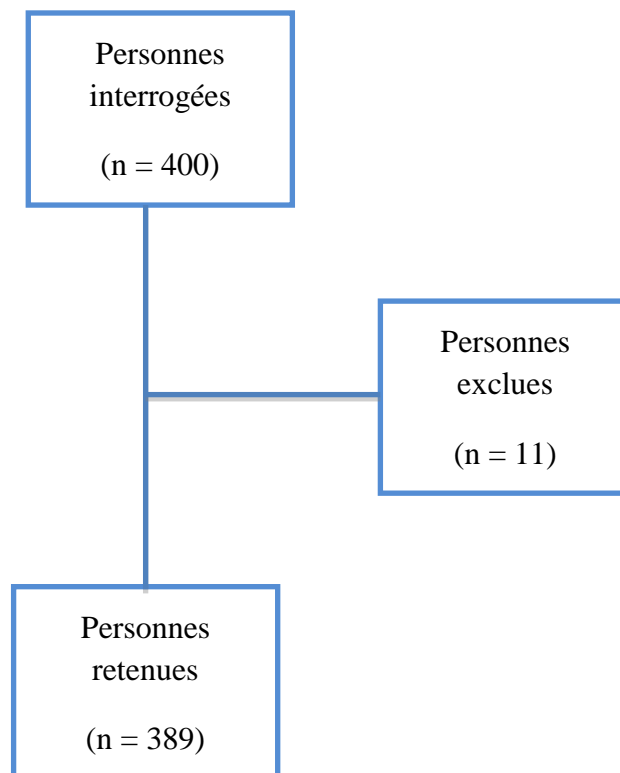 Personnes
interrogées
(n = 400)
Personnes
exclues
(n = 11)
Personnes
retenues
(n = 389)